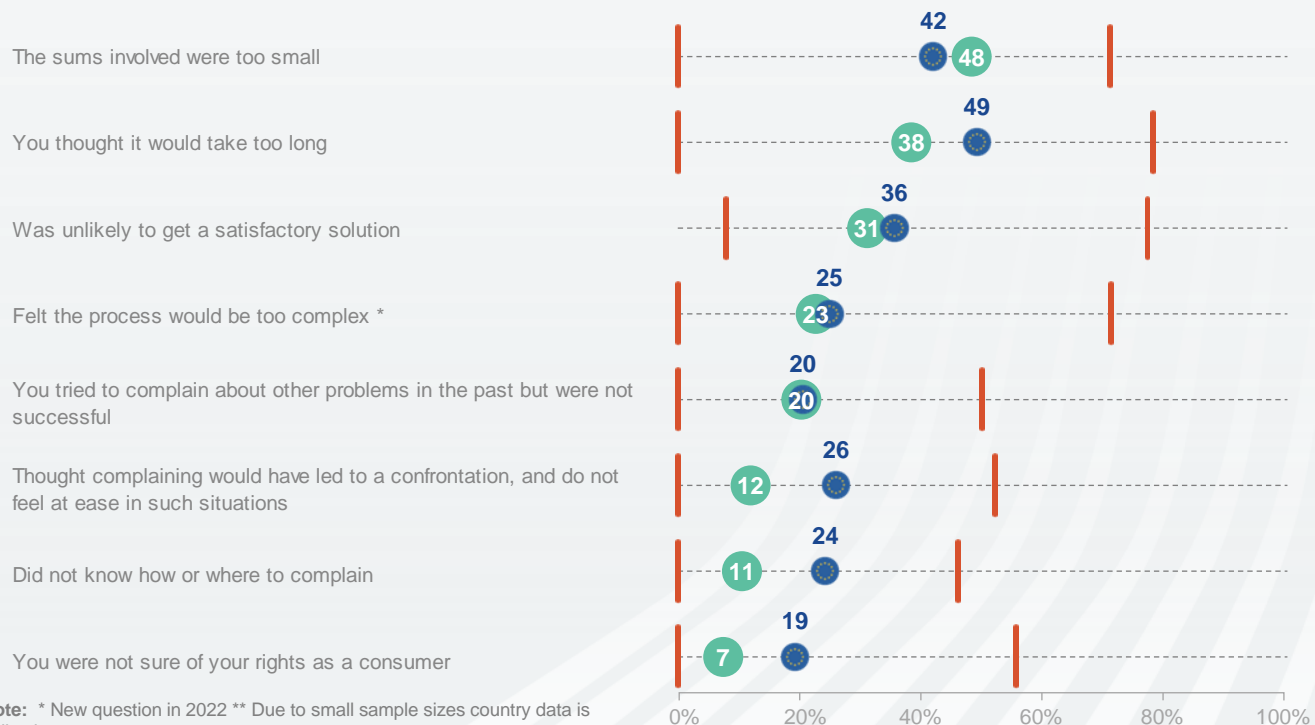 42
The sums involved were too small
48
49
You thought it would take too long
38
36
Was unlikely to get a satisfactory solution
31
25
Felt the process would be too complex *
23
20
You tried to complain about other problems in the past but were not
successful
20
26
Thought complaining would have led to a confrontation, and do not
feel at ease in such situations
12
24
Did not know how or where to complain
11
19
You were not sure of your rights as a consumer
7
ote: * New question in 2022 ** Due to small sample sizes country data is
0% 20% 40% 60% 80% 100%